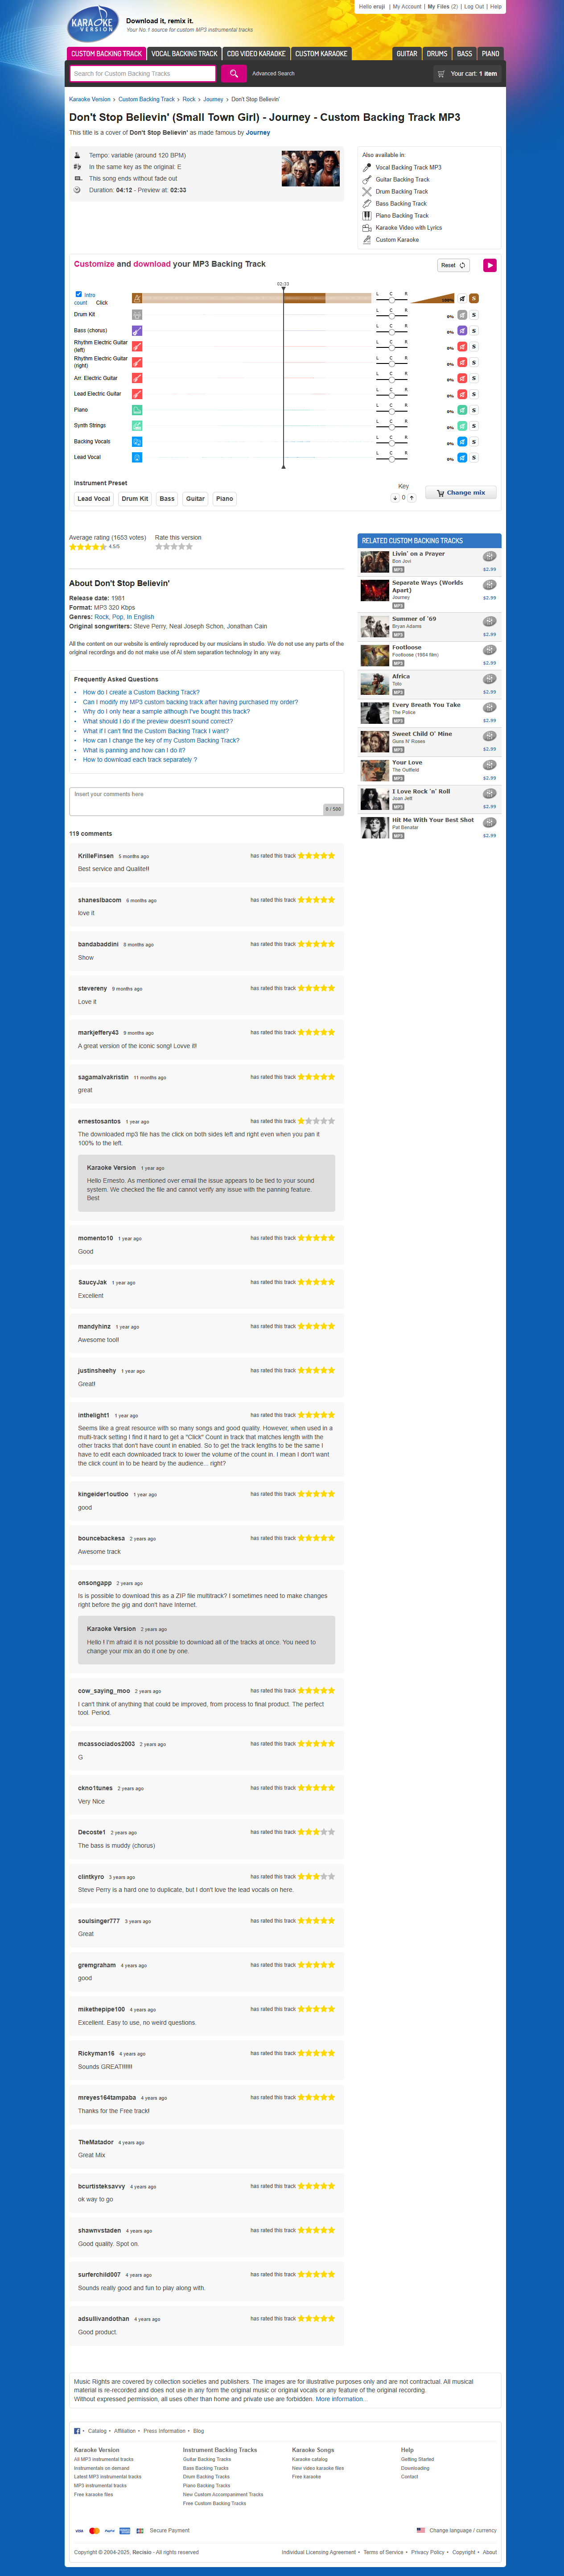 Hello eruji | My Account | My Files (2) | Log Out | Help
KARAOKE VERSION
Download it, remix it.
Your No.1 source for custom MP3 instrumental tracks
CUSTOM BACKING TRACK VOCAL BACKING TRACK CDG VIDEO KARAOKE CUSTOM KARAOKE GUITAR DRUMS BASS PIANO
Search for Custom Backing Tracks Advanced Search Your cart: 1 item
Karaoke Version > Custom Backing Track > Rock > Journey > Don't Stop Believin'
Don't Stop Believin' (Small Town Girl) - Journey - Custom Backing Track MP3
This title is a cover of Don't Stop Believin' as made famous by Journey
Tempo: variable (around 120 BPM)
In the same key as the original: E
This song ends without fade out
Duration: 04:12 - Preview at: 02:33
Also available in
Vocal Backing Track MP3
Guitar Backing Track
Drum Backing Track
Bass Backing Track
Piano Backing Track
Karaoke Video with Lyrics
Custom Karaoke
Customize and download your MP3 Backing Track
Reset
02:33
Intro count Click L C R 100% S
Drum Kit L C R 0% S
Bass (chorus) L C R 0% S
Rhythm Electric Guitar (left) L C R 0% S
Rhythm Electric Guitar (right) L C R 0% S
Arr. Electric Guitar L C R 0% S
Lead Electric Guitar L C R 0% S
Piano L C R 0% S
Synth Strings L C R 0% S
Backing Vocals L C R 0% S
Lead Vocal L C R 0% S
Instrument Preset
Lead Vocal Drum Kit Bass Guitar Piano
Key
0
Change mix
Average rating (1653 votes) Rate this version
4.5/5
About Don't Stop Believin'
Release date: 1981
Format: MP3 320 Kbps
Genres: Rock, Pop, In English
Original songwriters: Steve Perry, Neal Joseph Schon, Jonathan Cain
All the content on our website is entirely reproduced by our musicians in studio. We do not use any parts of the
original recordings and do not make use of AI stem separation technology in any way.
Frequently Asked Questions
• How do I create a Custom Backing Track?
• Can I modify my MP3 custom backing track after having purchased my order?
• Why do I only hear a sample although I've bought this track?
• What should I do if the preview doesn't sound correct?
• What if I can't find the Custom Backing Track I want?
• How can I change the key of my Custom Backing Track?
• What is panning and how can I do it?
• How to download each track separately ?
Insert your comments here
0 / 500
RELATED CUSTOM BACKING TRACKS
Livin' on a Prayer
Bon Jovi
MP3 $2.99
Separate Ways (Worlds Apart)
Journey
MP3 $2.99
Summer of '69
Bryan Adams
MP3 $2.99
Footloose
Footloose (1984 film)
MP3 $2.99
Africa
Toto
MP3 $2.99
Every Breath You Take
The Police
MP3 $2.99
Sweet Child O' Mine
Guns N' Roses
MP3 $2.99
Your Love
The Outfield
MP3 $2.99
I Love Rock 'n' Roll
Joan Jett
MP3 $2.99
Hit Me With Your Best Shot
Pat Benatar
MP3 $2.99
119 comments
KrilleFinsen 5 months ago has rated this track
Best service and Qualite!!
shaneslbacom 6 months ago has rated this track
love it
bandabaddini 8 months ago has rated this track
Show
stevereny 9 months ago has rated this track
Love it
markjeffery43 9 months ago has rated this track
A great version of the iconic song! Lovve it!
sagamalvakristin 11 months ago has rated this track
great
ernestosantos 1 year ago has rated this track
The downloaded mp3 file has the click on both sides left and right even when you pan it
100% to the left.
Karaoke Version 1 year ago
Hello Ernesto. As mentioned over email the issue appears to be tied to your sound
system. We checked the file and cannot verify any issue with the panning feature.
Best
momento10 1 year ago has rated this track
Good
SaucyJak 1 year ago has rated this track
Excellent
mandyhinz 1 year ago has rated this track
Awesome tool!
justinsheehy 1 year ago has rated this track
Great!
inthelight1 1 year ago has rated this track
Seems like a great resource with so many songs and good quality. However, when used in a
multi-track setting I find it hard to get a "Click" Count in track that matches length with the
other tracks that don't have count in enabled. So to get the track lengths to be the same I
have to edit each downloaded track to lower the volume of the count in. I mean I don't want
the click count in to be heard by the audience... right?
kingeider1outloo 1 year ago has rated this track
good
bouncebackesa 2 years ago has rated this track
Awesome track
onsongapp 2 years ago
Is is possible to download this as a ZIP file multitrack? I sometimes need to make changes
right before the gig and don't have Internet.
Karaoke Version 2 years ago
Hello ! I'm afraid it is not possible to download all of the tracks at once. You need to
change your mix an do it one by one.
cow_saying_moo 2 years ago has rated this track
I can't think of anything that could be improved, from process to final product. The perfect
tool. Period.
mcassociados2003 2 years ago has rated this track
G
ckno1tunes 2 years ago has rated this track
Very Nice
Decoste1 2 years ago has rated this track
The bass is muddy (chorus)
clintkyro 3 years ago has rated this track
Steve Perry is a hard one to duplicate, but I don't love the lead vocals on here.
soulsinger777 3 years ago has rated this track
Great
gremgraham 4 years ago has rated this track
good
mikethepipe100 4 years ago has rated this track
Excellent. Easy to use, no weird questions.
Rickyman16 4 years ago has rated this track
Sounds GREAT!!!!!!!
mreyes164tampaba 4 years ago has rated this track
Thanks for the Free track!
TheMatador 4 years ago
Great Mix
bcurtisteksavvy 4 years ago has rated this track
ok way to go
shawnvstaden 4 years ago has rated this track
Good quality. Spot on.
surferchild007 4 years ago has rated this track
Sounds really good and fun to play along with.
adsullivandothan 4 years ago has rated this track
Good product.
Music Rights are covered by collection societies and publishers. The images are for illustrative purposes only and are not contractual. All musical
material is re-recorded and does not use in any form the original music or original vocals or any feature of the original recording.
Without expressed permission, all uses other than home and private use are forbidden. More information...
• Catalog • Affiliation • Press Information • Blog
Karaoke Version
All MP3 instrumental tracks
Instrumentals on demand
Latest MP3 instrumental tracks
MP3 instrumental tracks
Free karaoke files
Instrument Backing Tracks
Guitar Backing Tracks
Bass Backing Tracks
Drum Backing Tracks
Piano Backing Tracks
New Custom Accompaniment Tracks
Free Custom Backing Tracks
Karaoke Songs
Karaoke catalog
New video karaoke files
Free karaoke
Help
Getting Started
Downloading
Contact
VISA PayPal Secure Payment Change language / currency
Copyright © 2004-2025, Recisio - All rights reserved Individual Licensing Agreement • Terms of Service • Privacy Policy • Copyright • About